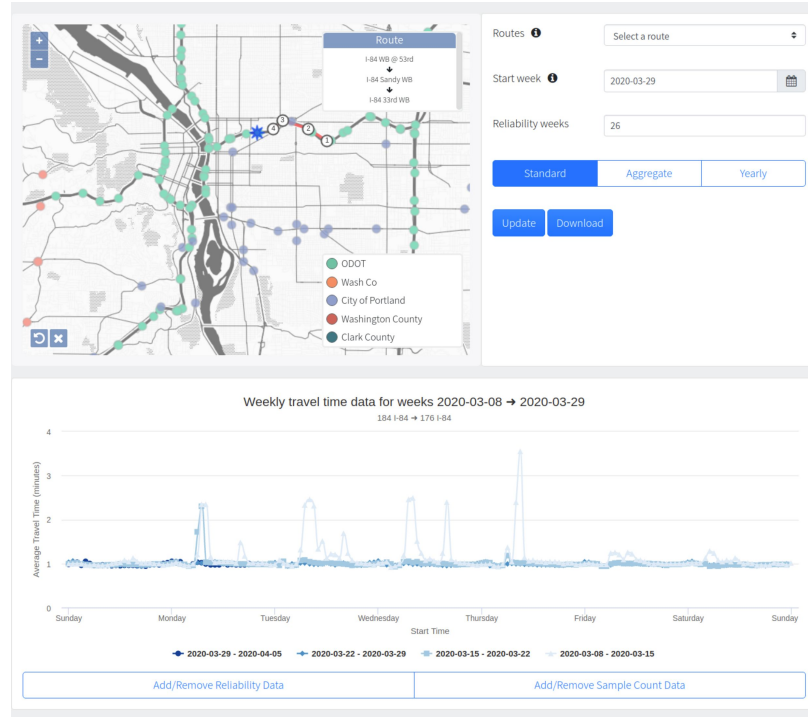 +
−
Route
I-84 WB @ 53rd
I-84 Sandy WB
I-84 33rd WB
3
4
2
1
ODOT
Wash Co
City of Portland
Washington County
Clark County
Routes
Select a route
Start week
2020-03-29
Reliability weeks
26
Standard Aggregate Yearly
Update Download
Weekly travel time data for weeks 2020-03-08 ➔ 2020-03-29
184 I-84 ➔ 176 I-84
Average Travel Time (minutes)
4
3
2
1
0
Sunday Monday Tuesday Wednesday Thursday Friday Saturday Sunday
Start Time
2020-03-29 - 2020-04-05 2020-03-22 - 2020-03-29 2020-03-15 - 2020-03-22 2020-03-08 - 2020-03-15
Add/Remove Reliability Data Add/Remove Sample Count Data